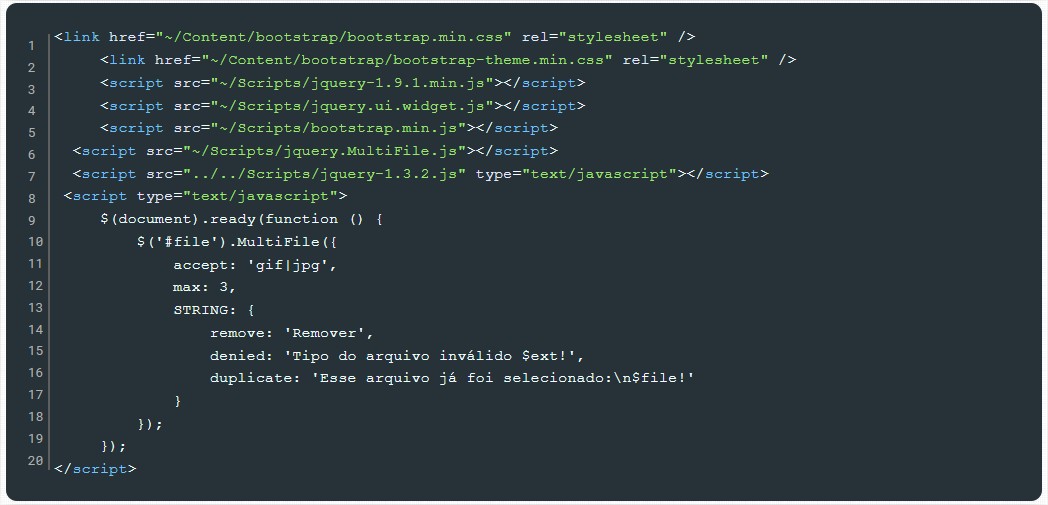 1 <link href="~/Content/bootstrap/bootstrap.min.css" rel="stylesheet" />
2 <link href="~/Content/bootstrap/bootstrap-theme.min.css" rel="stylesheet" />
3 <script src="~/Scripts/jquery-1.9.1.min.js"></script>
4 <script src="~/Scripts/jquery.ui.widget.js"></script>
5 <script src="~/Scripts/bootstrap.min.js"></script>
6 <script src="~/Scripts/jquery.MultiFile.js"></script>
7 <script src="../../Scripts/jquery-1.3.2.js" type="text/javascript"></script>
8 <script type="text/javascript">
9 $(document).ready(function () {
10 $('#file').MultiFile({
11 accept: 'gif|jpg',
12 max: 3,
13 STRING: {
14 remove: 'Remover',
15 denied: 'Tipo do arquivo inválido $ext!',
16 duplicate: 'Esse arquivo já foi selecionado:\n$file!'
17 }
18 });
19 });
20 </script>